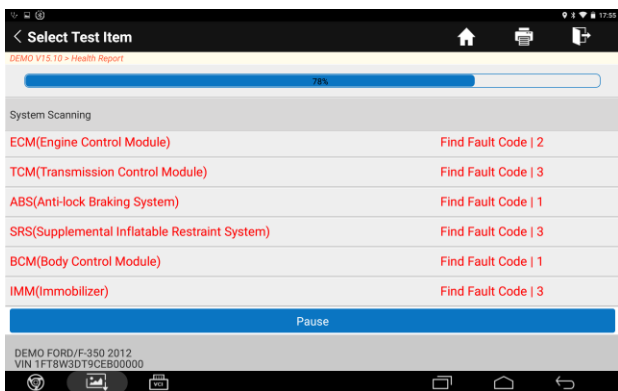 17:55
Select Test Item
DEMO V15.10 > Health Report
78%
System Scanning
ECM(Engine Control Module) Find Fault Code | 2
TCM(Transmission Control Module) Find Fault Code | 3
ABS(Anti-lock Braking System) Find Fault Code | 1
SRS(Supplemental Inflatable Restraint System) Find Fault Code | 3
BCM(Body Control Module) Find Fault Code | 1
IMM(Immobilizer) Find Fault Code | 3
Pause
DEMO FORD/F-350 2012
VIN 1FT8W3DT9CEB00000
VCI